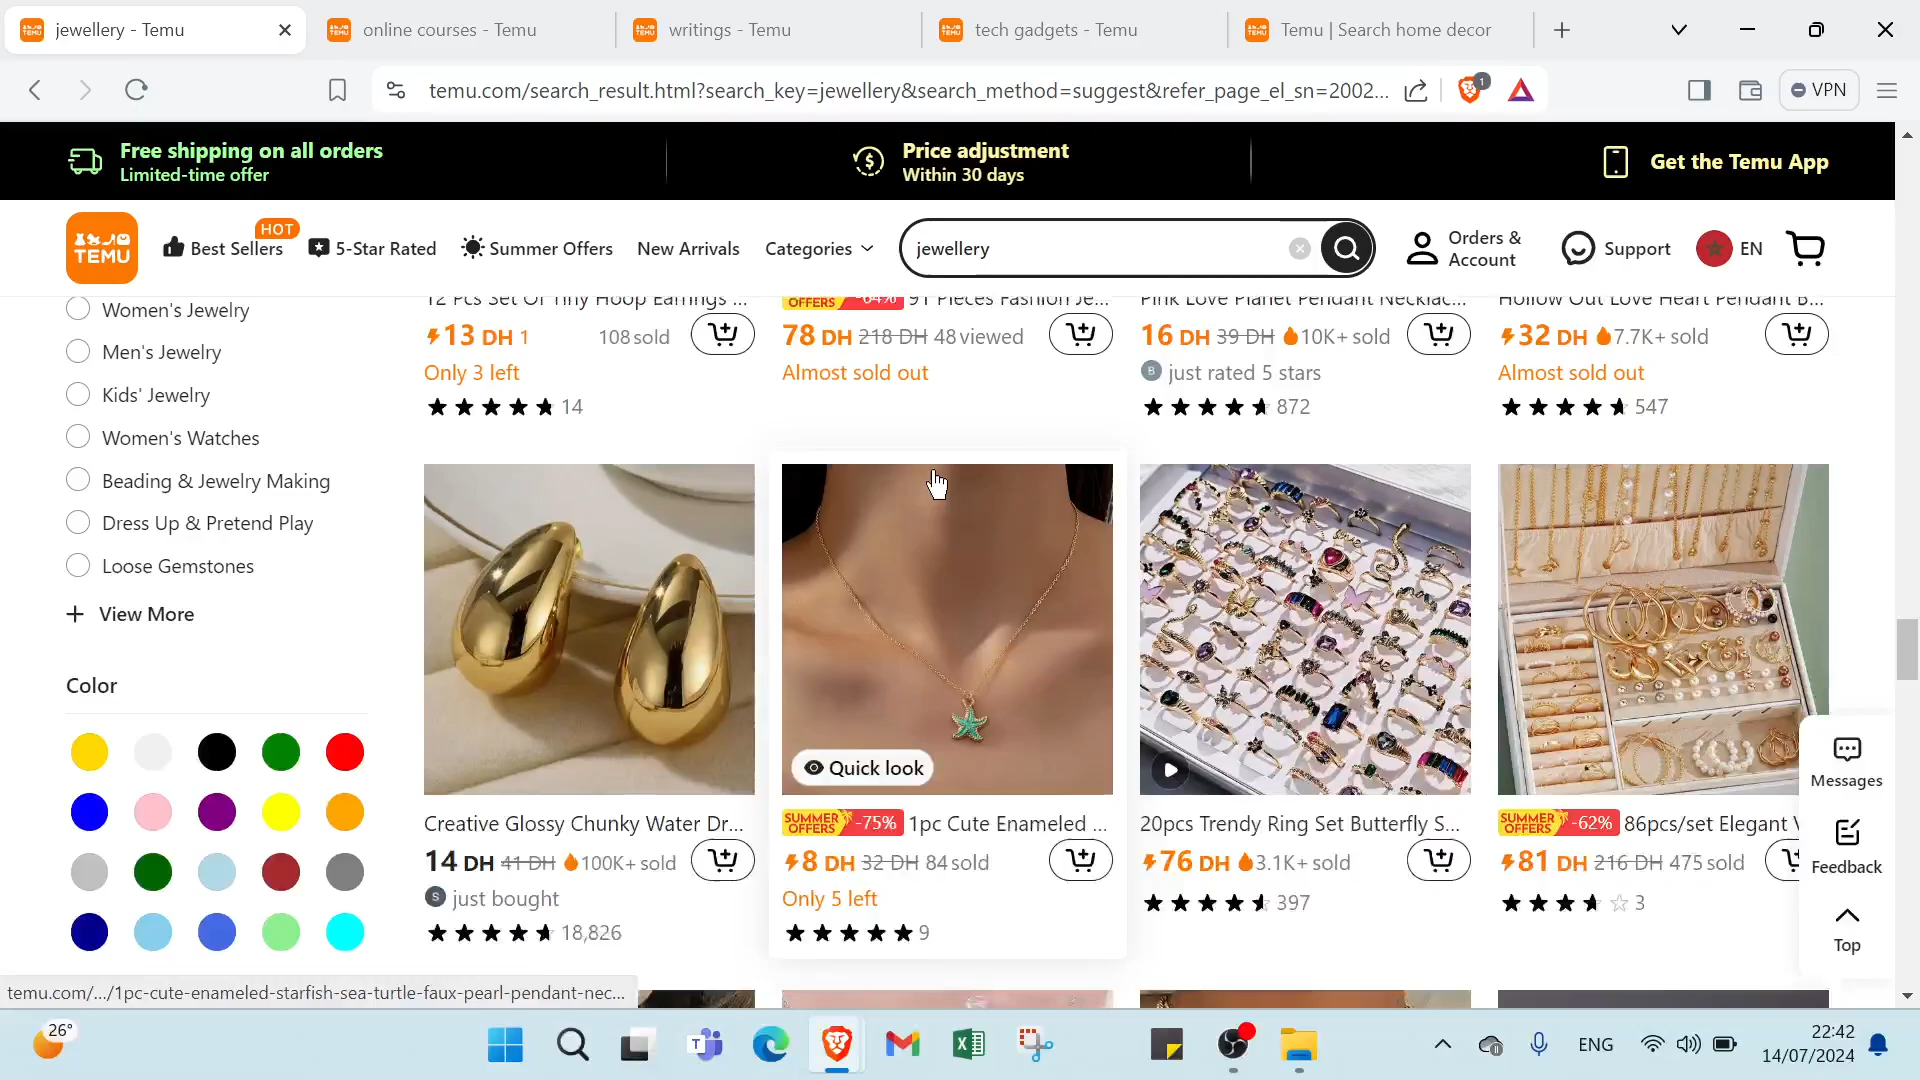 jewellery - Temu
online courses - Temu
writings - Temu
tech gadgets - Temu
Temu | Search home decor
temu.com/search_result.html?search_key=jewellery&search_method=suggest&refer_page_el_sn=2002...
1
VPN
Free shipping on all orders
Limited-time offer
Price adjustment
Within 30 days
Get the Temu App
TEMU
Best Sellers
HOT
5-Star Rated
Summer Offers
New Arrivals
Categories
jewellery
Orders &
Account
Support
EN
Women's Jewelry
Men's Jewelry
Kids' Jewelry
Women's Watches
Beading & Jewelry Making
Dress Up & Pretend Play
Loose Gemstones
View More
Color
12 Pcs Set Of Tiny Hoop Earrings ...
13 DH 1 108 sold
Only 3 left
14
OFFERS -64% 91 Pieces Fashion Je...
78 DH 218 DH 48 viewed
Almost sold out
Pink Love Planet Pendant Necklac...
16 DH 39 DH 10K+ sold
B just rated 5 stars
872
Hollow Out Love Heart Pendant B...
32 DH 7.7K+ sold
Almost sold out
547
Creative Glossy Chunky Water Dr...
14 DH 41 DH 100K+ sold
S just bought
18,826
Quick look
SUMMER OFFERS -75% 1pc Cute Enameled ...
8 DH 32 DH 84 sold
Only 5 left
9
20pcs Trendy Ring Set Butterfly S...
76 DH 3.1K+ sold
397
SUMMER OFFERS -62% 86pcs/set Elegant
81 DH 216 DH 475 sold
3
Messages
Feedback
Top
temu.com/.../1pc-cute-enameled-starfish-sea-turtle-faux-pearl-pendant-nec...
26°
ENG
22:42
14/07/2024